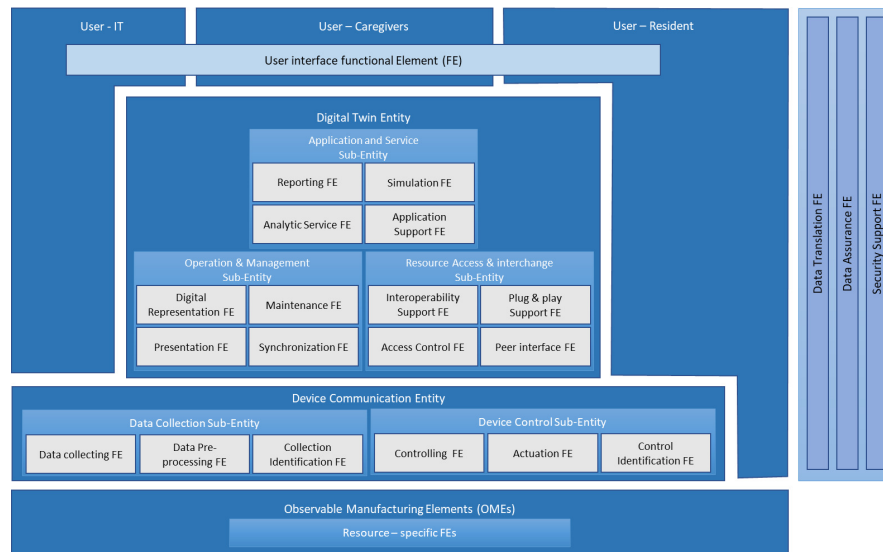 User - IT
User – Caregivers
User – Resident
User interface functional Element (FE)
Digital Twin Entity
Application and Service
Sub-Entity
Reporting FE
Simulation FE
Analytic Service FE
Application
Support FE
Operation & Management
Sub-Entity
Digital
Representation FE
Maintenance FE
Presentation FE
Synchronization FE
Resource Access & interchange
Sub-Entity
Interoperability
Support FE
Plug & play
Support FE
Access Control FE
Peer interface FE
Device Communication Entity
Data Collection Sub-Entity
Data collecting FE
Data Pre-
processing FE
Collection
Identification FE
Device Control Sub-Entity
Controlling FE
Actuation FE
Control
Identification FE
Observable Manufacturing Elements (OMEs)
Resource – specific FEs
Data Translation FE
Data Assurance FE
Security Support FE